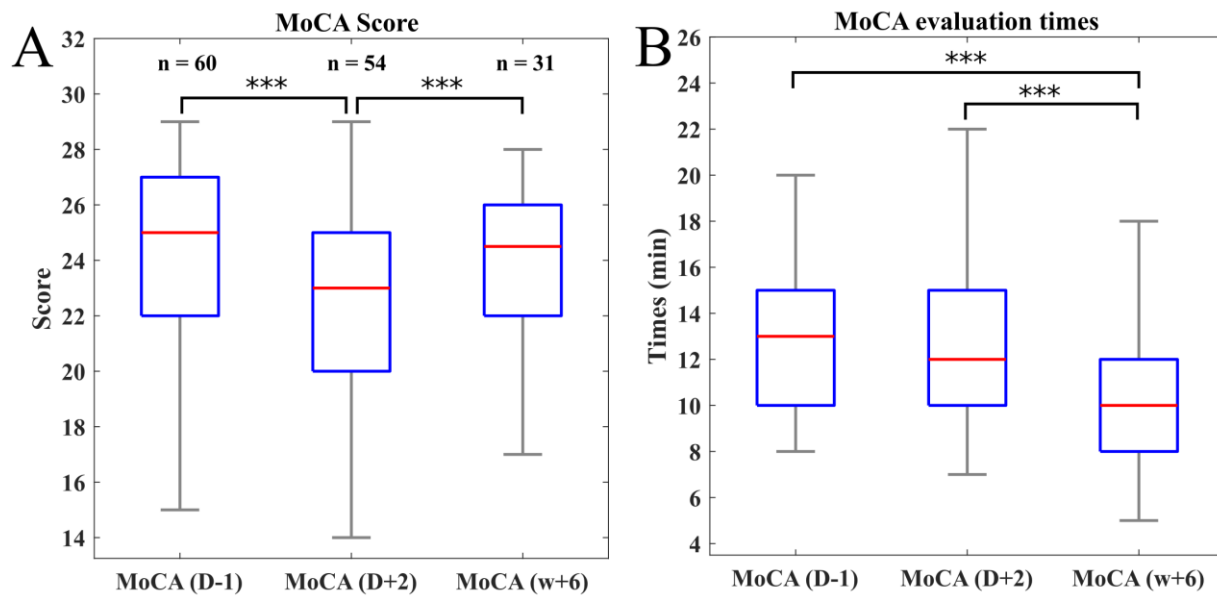 A
MoCA Score
n = 60
n = 54
n = 31
***
***
Score
32
30
28
26
24
22
20
18
16
14
MoCA (D-1)
MoCA (D+2)
MoCA (w+6)
B
MoCA evaluation times
***
***
Times (min)
26
24
22
20
18
16
14
12
10
8
6
4
MoCA (D-1)
MoCA (D+2)
MoCA (w+6)